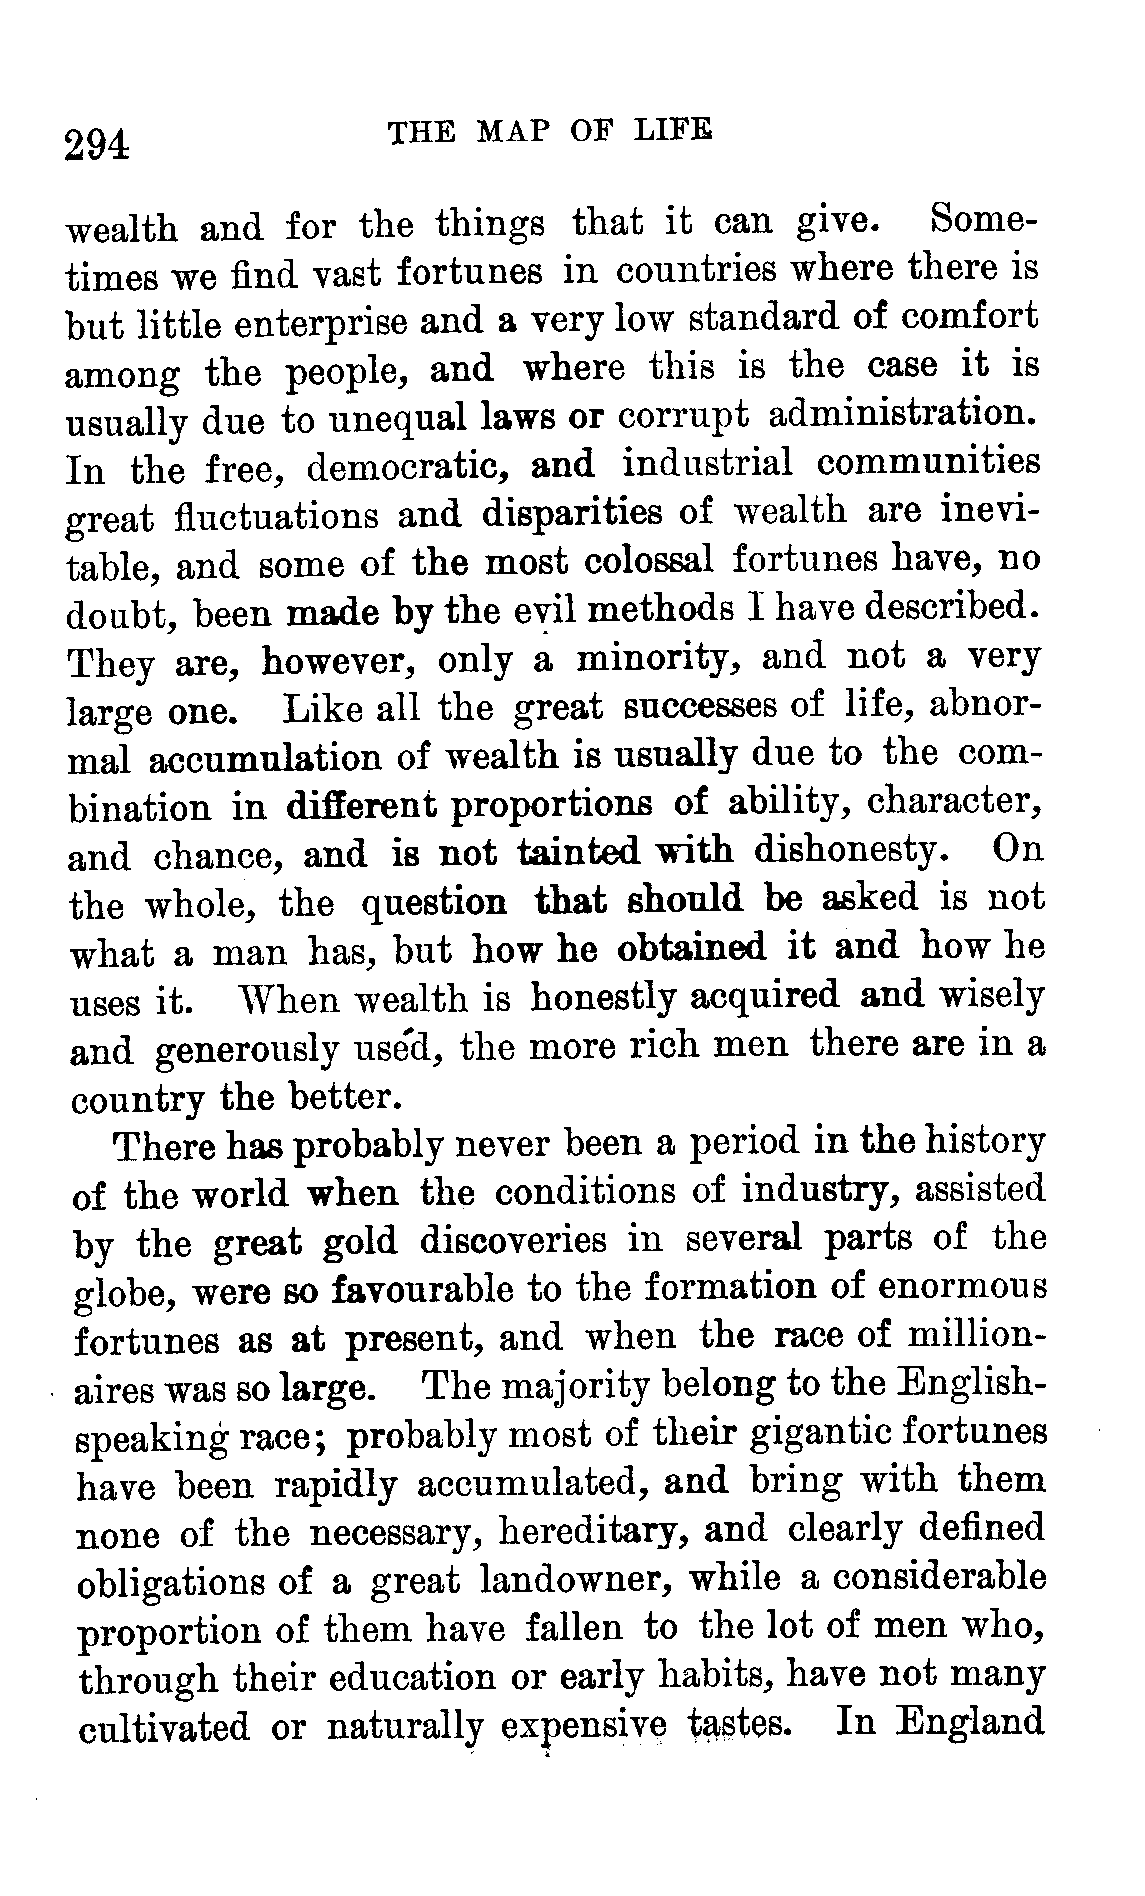 294 THE MAP OF LIFE
wealth and for the things that it can give. Some-
times we find vast fortunes in countries where there is
but little enterprise and a very low standard of comfort
among the people, and where this is the case it is
usually due to unequal laws or corrupt administration.
In the free, democratic, and industrial communities
great fluctuations and disparities of wealth are inevi-
table, and some of the most colossal fortunes have, no
doubt, been made by the evil methods I have described.
They are, however, only a minority, and not a very
large one. Like all the great successes of life, abnor-
mal accumulation of wealth is usually due to the com-
bination in different proportions of ability, character,
and chance, and is not tainted with dishonesty. On
the whole, the question that should be asked is not
what a man has, but how he obtained it and how he
uses it. When wealth is honestly acquired and wisely
and generously used, the more rich men there are in a
country the better.
There has probably never been a period in the history
of the world when the conditions of industry, assisted
by the great gold discoveries in several parts of the
globe, were so favourable to the formation of enormous
fortunes as at present, and when the race of million-
aires was so large. The majority belong to the English-
speaking race; probably most of their gigantic fortunes
have been rapidly accumulated, and bring with them
none of the necessary, hereditary, and clearly defined
obligations of a great landowner, while a considerable
proportion of them have fallen to the lot of men who,
through their education or early habits, have not many
cultivated or naturally expensive tastes. In England